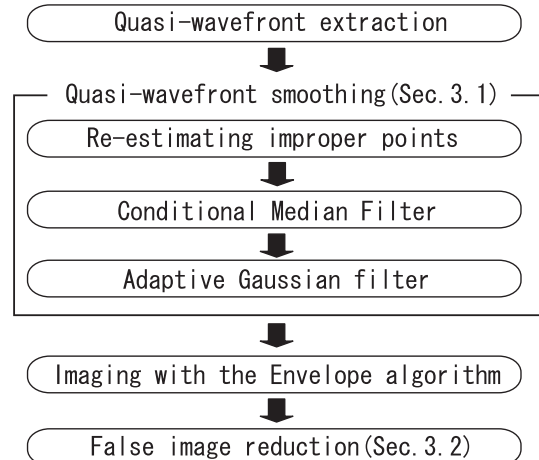 Quasi-wavefront extraction
Quasi-wavefront smoothing(Sec.3.1)
Re-estimating improper points
Conditional Median Filter
Adaptive Gaussian filter
Imaging with the Envelope algorithm
False image reduction(Sec.3.2)